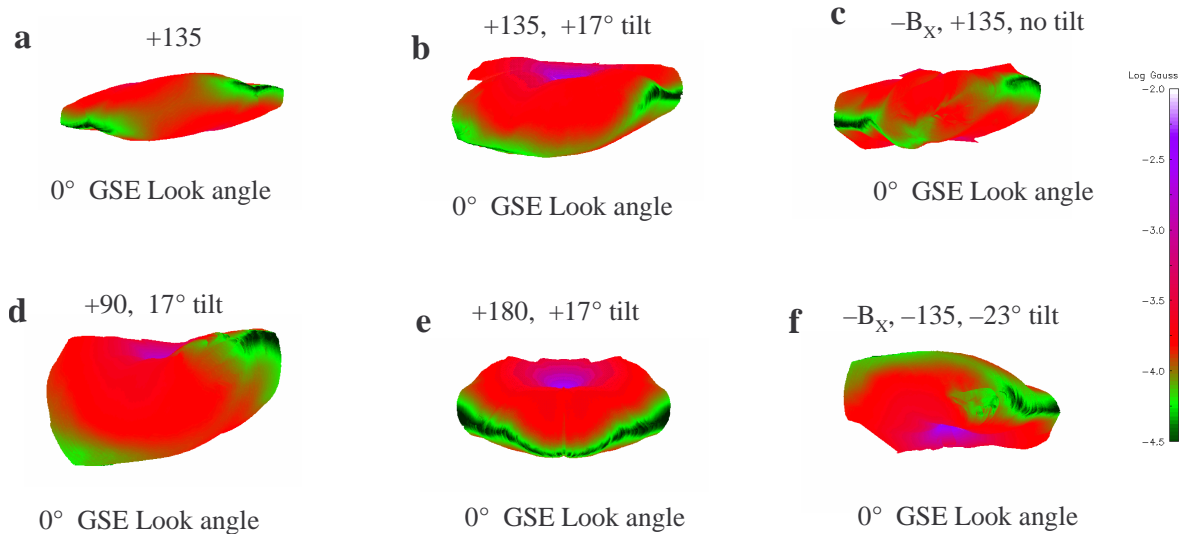 a
+135
0° GSE Look angle
b
+135, +17° tilt
0° GSE Look angle
c
–B_X, +135, no tilt
0° GSE Look angle
Log Gauss
−2.0
−2.5
−3.0
−3.5
−4.0
−4.5
d
+90, 17° tilt
0° GSE Look angle
e
+180, +17° tilt
0° GSE Look angle
f
–B_X, –135, –23° tilt
0° GSE Look angle